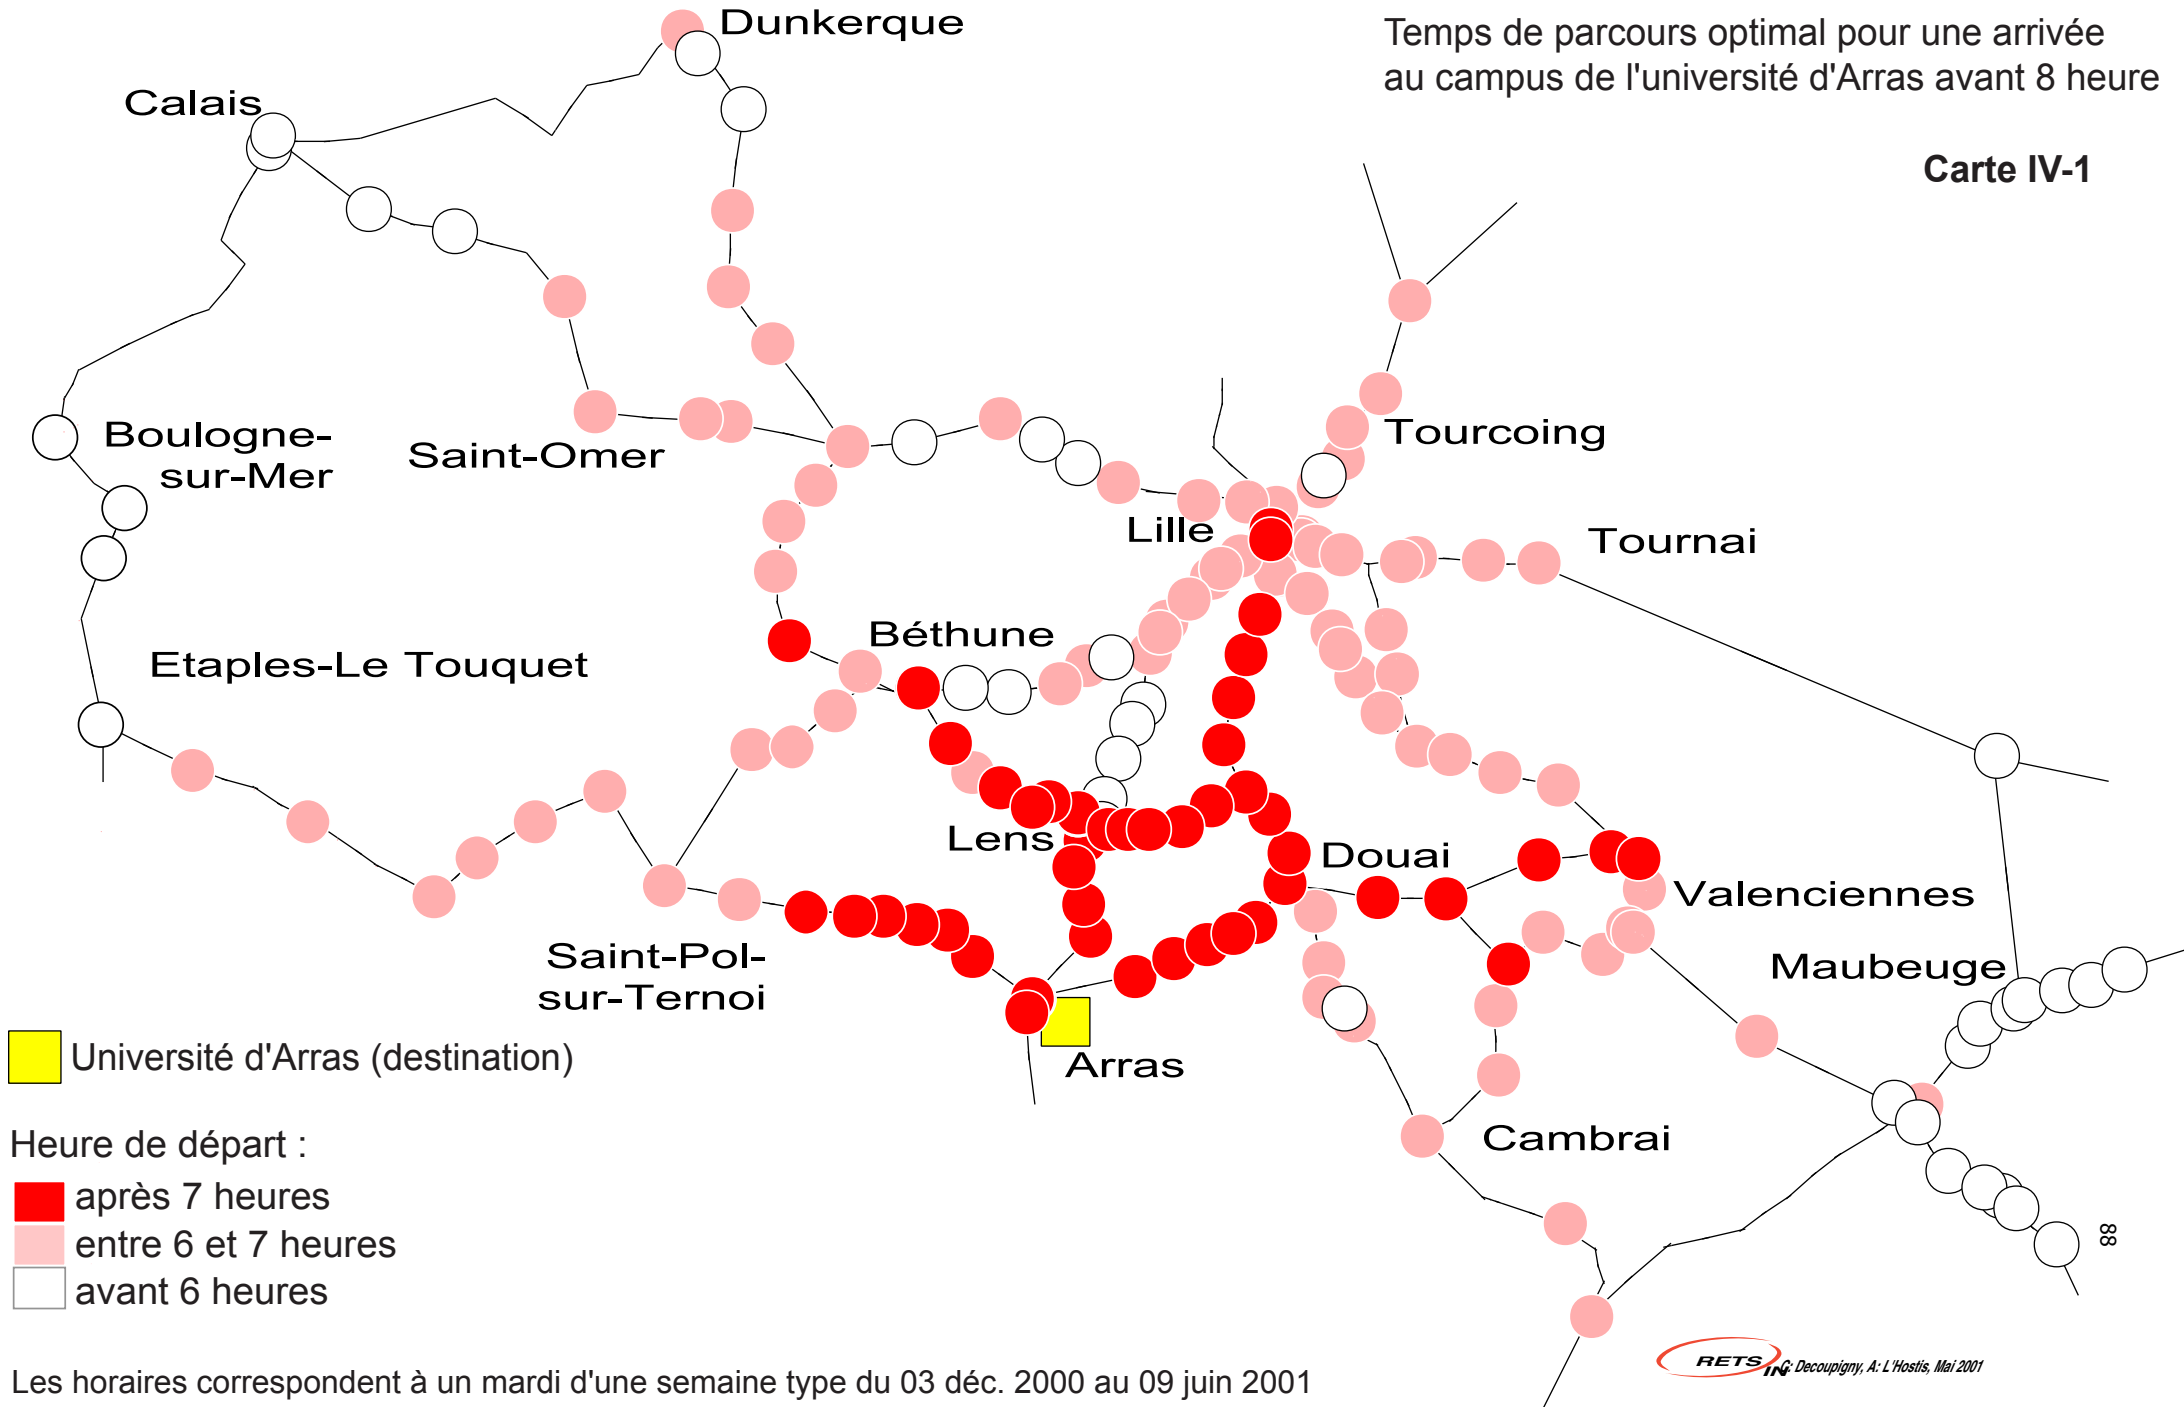 Temps de parcours optimal pour une arrivée
au campus de l'université d'Arras avant 8 heure
Carte IV-1
Dunkerque
Calais
Boulogne-
sur-Mer
Saint-Omer
Tourcoing
Lille
Tournai
Béthune
Etaples-Le Touquet
Lens
Douai
Valenciennes
Saint-Pol-
sur-Ternoi
Maubeuge
Arras
Cambrai
Université d'Arras (destination)
Heure de départ :
après 7 heures
entre 6 et 7 heures
avant 6 heures
88
RETS
IN
C: Decoupigny, A: L'Hostis, Mai 2001
Les horaires correspondent à un mardi d'une semaine type du 03 déc. 2000 au 09 juin 2001